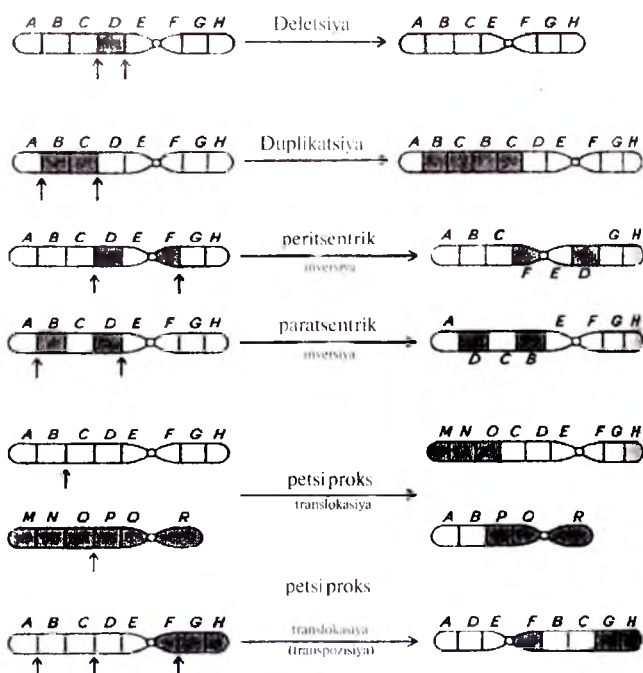 A B C D E F G H Deletsiya A B C E F G H
A B C D E F G H Duplikatsiya A B C B C D E F G H
A B C D E F G H peritsentrik A B C G H
inversiya F E D
A B C D E F G H paratsentrik A E F G H
inversiya D C B
A B C D E F G H M N O C D E F G H
petsi proks
translokasiya
M N O P Q R A B P Q R
petsi proks
A B C D E F G H translokasiya A D E F B C G H
(transpozisiya)